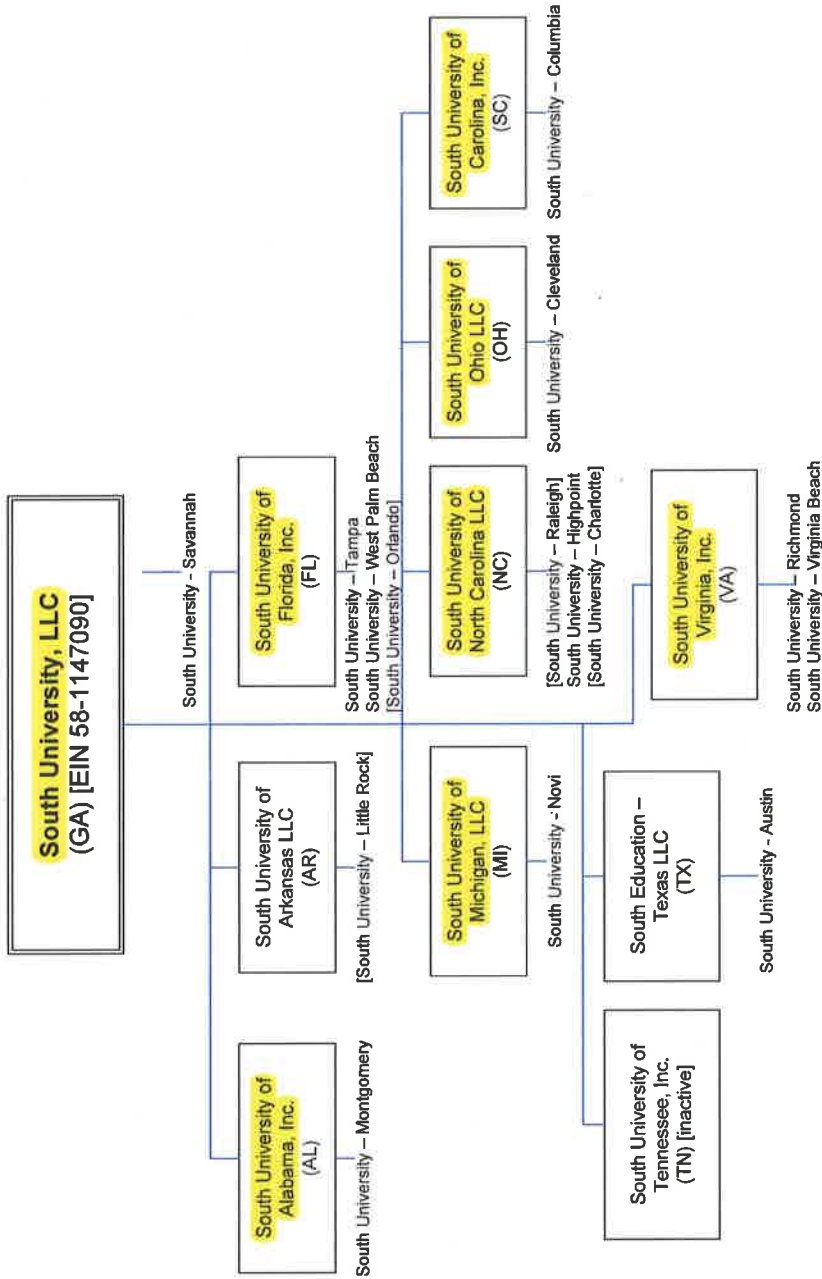 South University, LLC
(GA) [EIN 58-1147090]
South University - Savannah
South University of
Alabama, Inc.
(AL)
South University – Montgomery
South University of
Arkansas LLC
(AR)
[South University – Little Rock]
South University of
Florida, Inc.
(FL)
South University – Tampa
South University – West Palm Beach
[South University – Orlando]
South University of
Michigan, LLC
(MI)
South University - Novi
South University of
North Carolina LLC
(NC)
[South University – Raleigh]
South University – Highpoint
[South University – Charlotte]
South University of
Ohio LLC
(OH)
South University – Cleveland
South University of
Carolina, Inc.
(SC)
South University – Columbia
South University of
Tennessee, Inc.
(TN) [inactive]
South Education –
Texas LLC
(TX)
South University - Austin
South University of
Virginia, Inc.
(VA)
South University – Richmond
South University – Virginia Beach